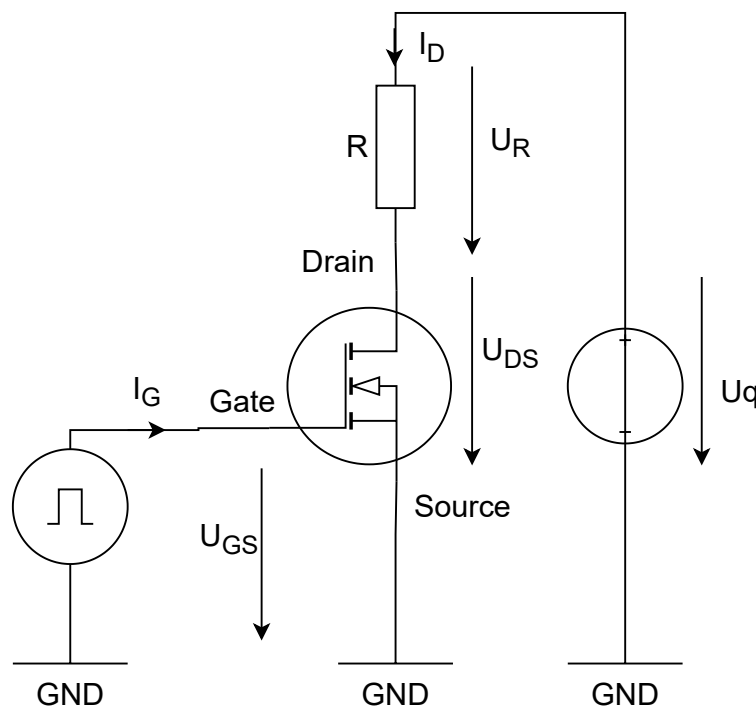 I_D
R
U_R
Drain
U_DS
I_G
Gate
Uq
Source
U_GS
GND
GND
GND